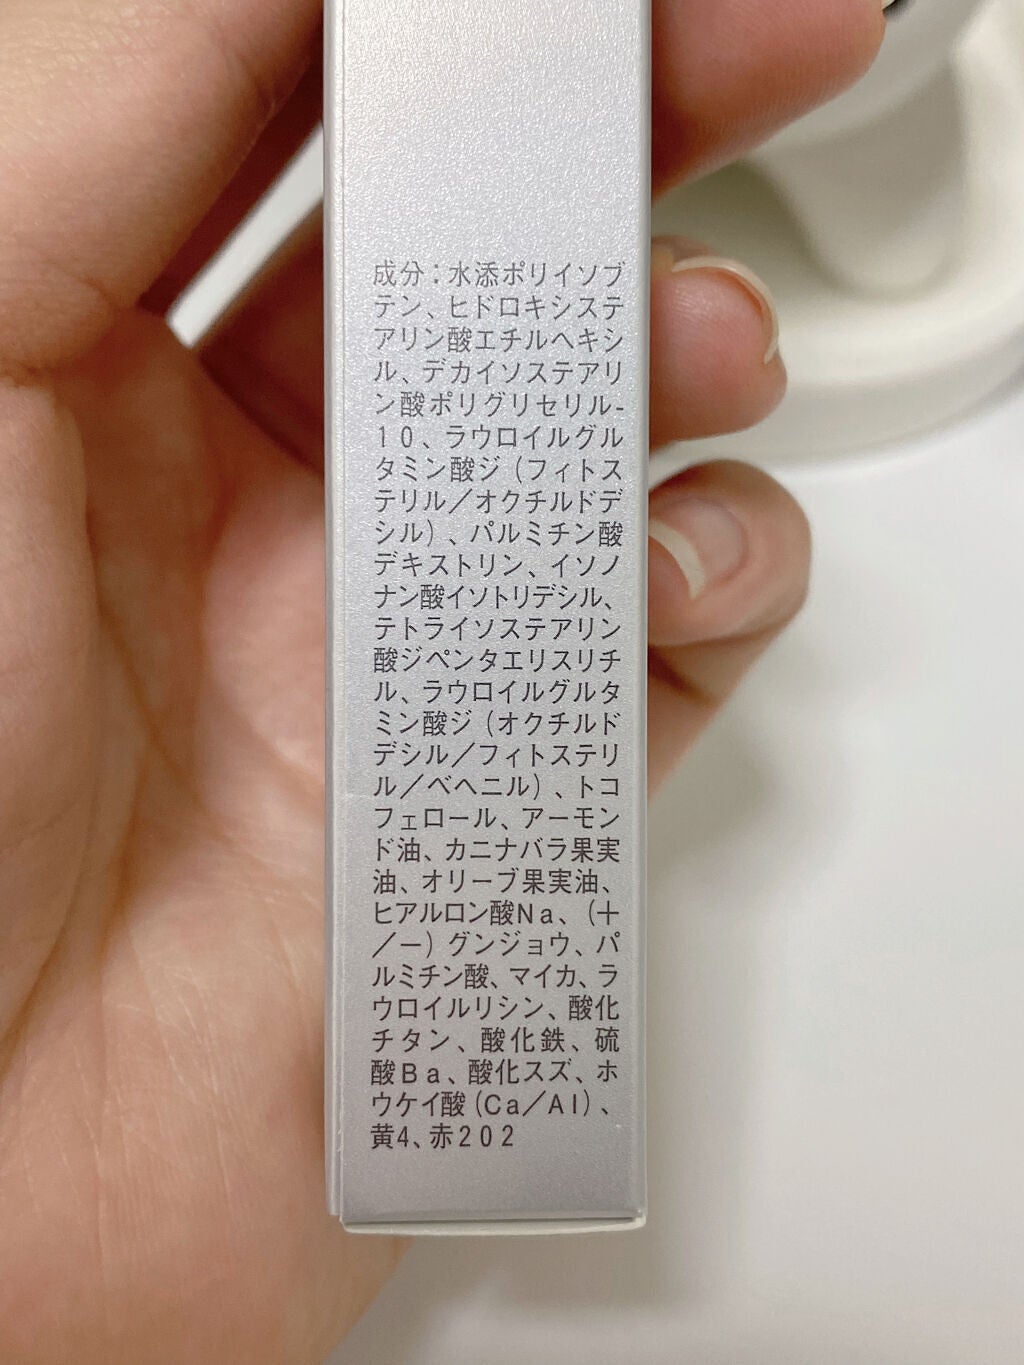 成分：水添ポリイソブ
テン、ヒドロキシステ
アリン酸エチルヘキシ
ル、デカイソステアリ
ン酸ポリグリセリル-
１０、ラウロイルグル
タミン酸ジ（フィトス
テリル／オクチルドデ
シル）、パルミチン酸
デキストリン、イソノ
ナン酸イソトリデシル、
テトライソステアリン
酸ジペンタエリスリチ
ル、ラウロイルグルタ
ミン酸ジ（オクチルド
デシル／フィトステリ
ル／ベヘニル）、トコ
フェロール、アーモン
ド油、カニナバラ果実
油、オリーブ果実油、
ヒアルロン酸Ｎａ、（＋
／－）グンジョウ、パ
ルミチン酸、マイカ、ラ
ウロイルリシン、酸化
チタン、酸化鉄、硫
酸Ｂａ、酸化スズ、ホ
ウケイ酸（Ｃａ／Ａｌ）、
黄4、赤２０２